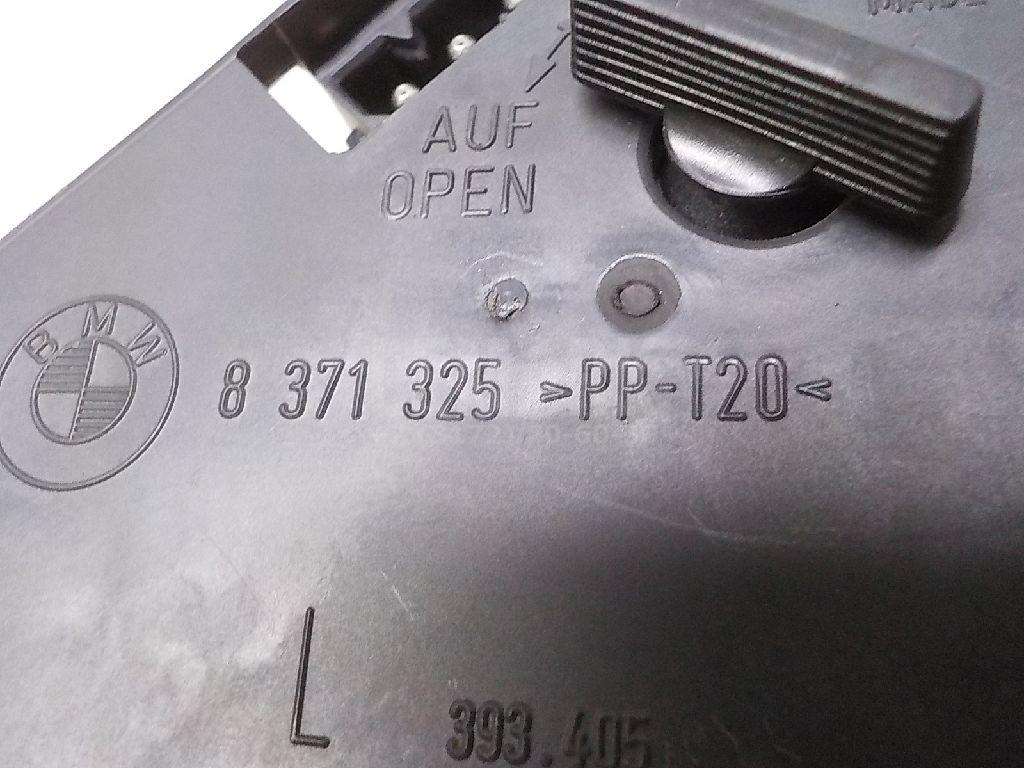 AUF
OPEN
BMW
8 371 325 >PP-T20<
L
393.405